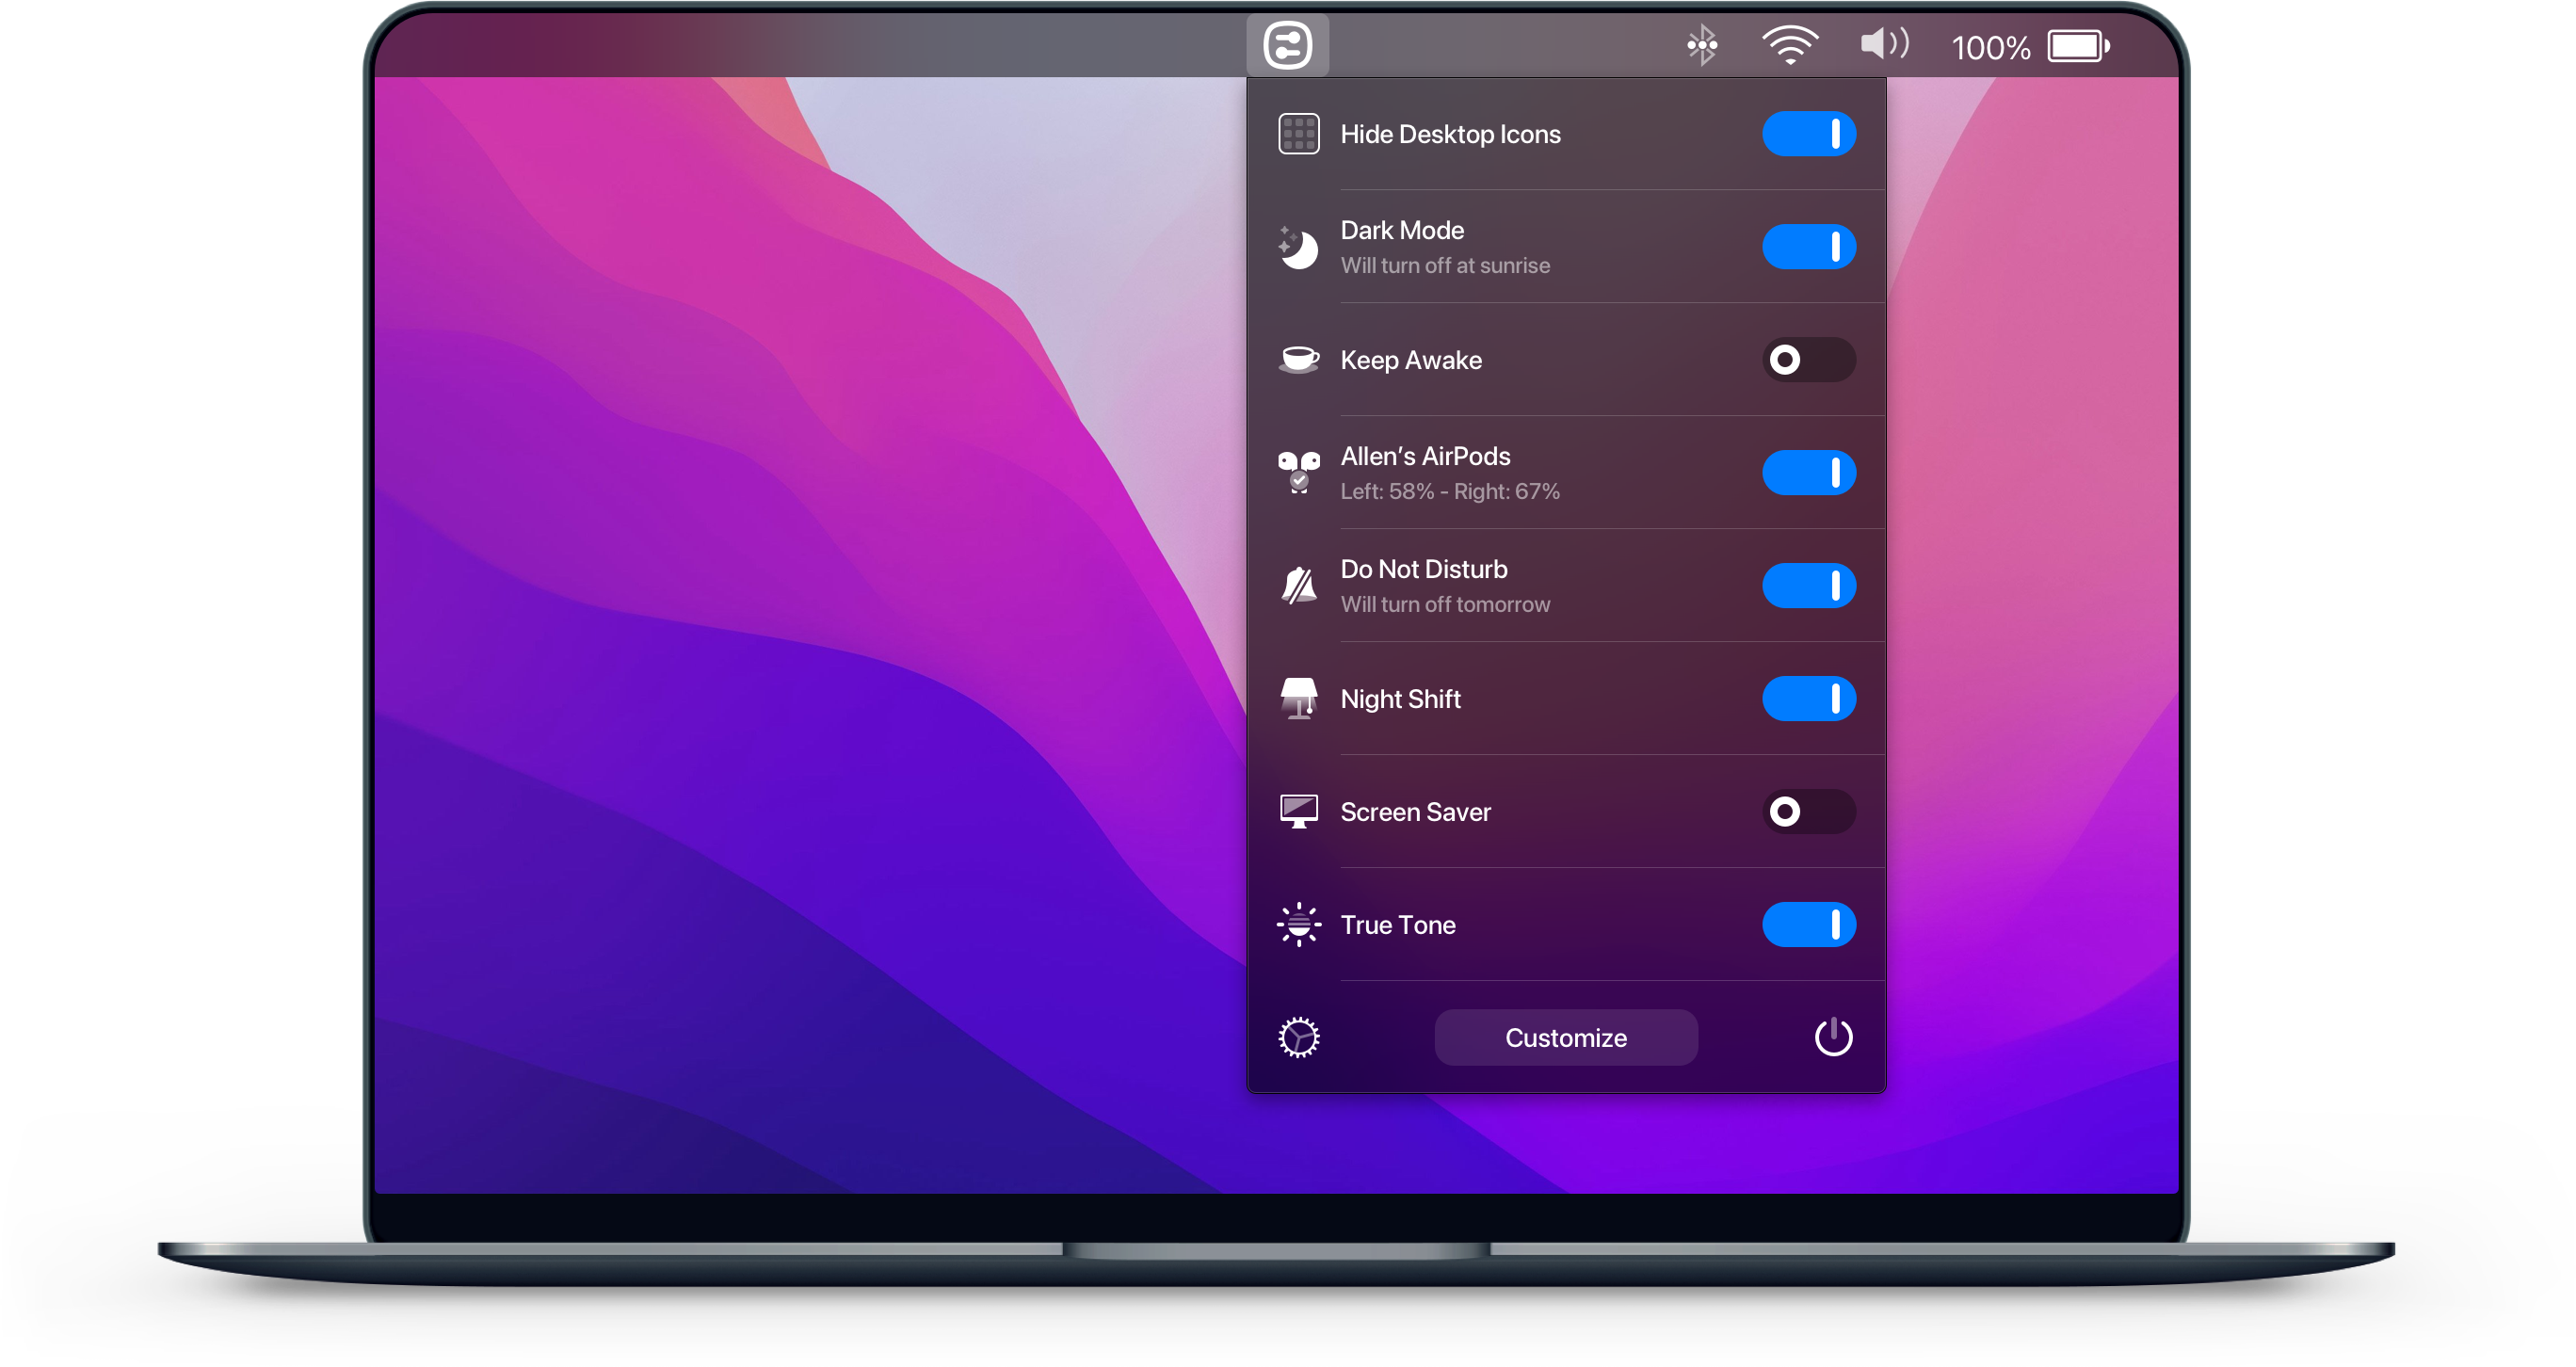 100%
Hide Desktop Icons
Dark Mode
Will turn off at sunrise
Keep Awake
Allen’s AirPods
Left: 58% - Right: 67%
Do Not Disturb
Will turn off tomorrow
Night Shift
Screen Saver
True Tone
Customize